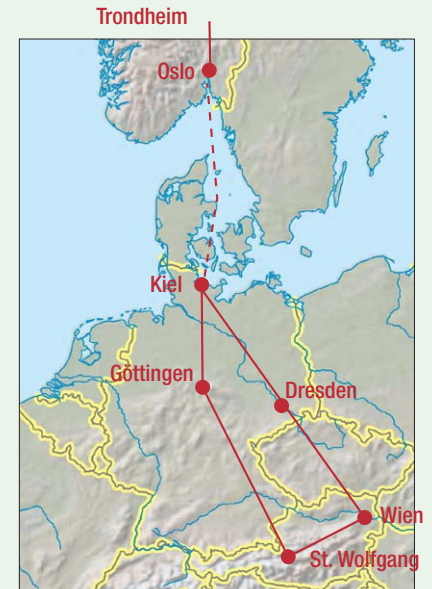 Trondheim
Oslo
Kiel
Göttingen
Dresden
Wien
St. Wolfgang